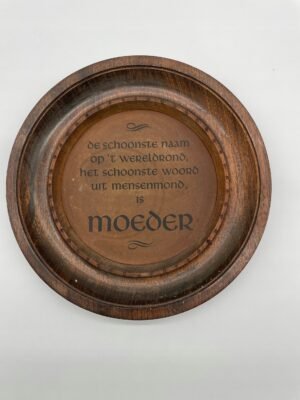 de schoonste naam
op 't wereldrond,
het schoonste woord
uit mensenmond,
is
moeder